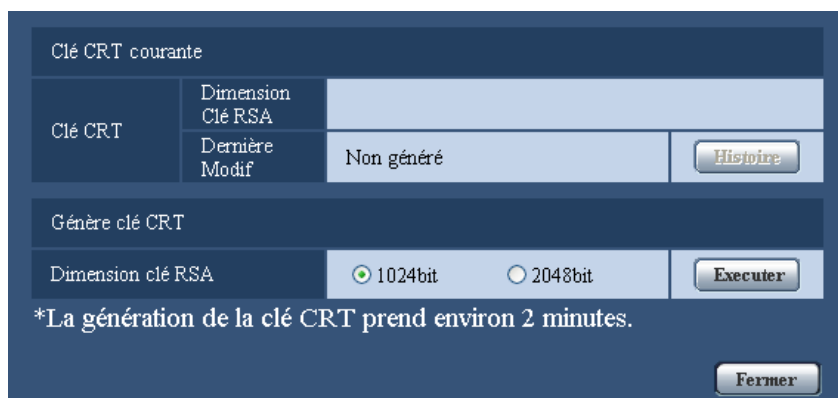 Clé CRT courante
Clé CRT
Dimension
Clé RSA
Dernière
Modif
Non généré
Histoire
Génère clé CRT
Dimension clé RSA
1024bit
2048bit
Executer
*La génération de la clé CRT prend environ 2 minutes.
Fermer